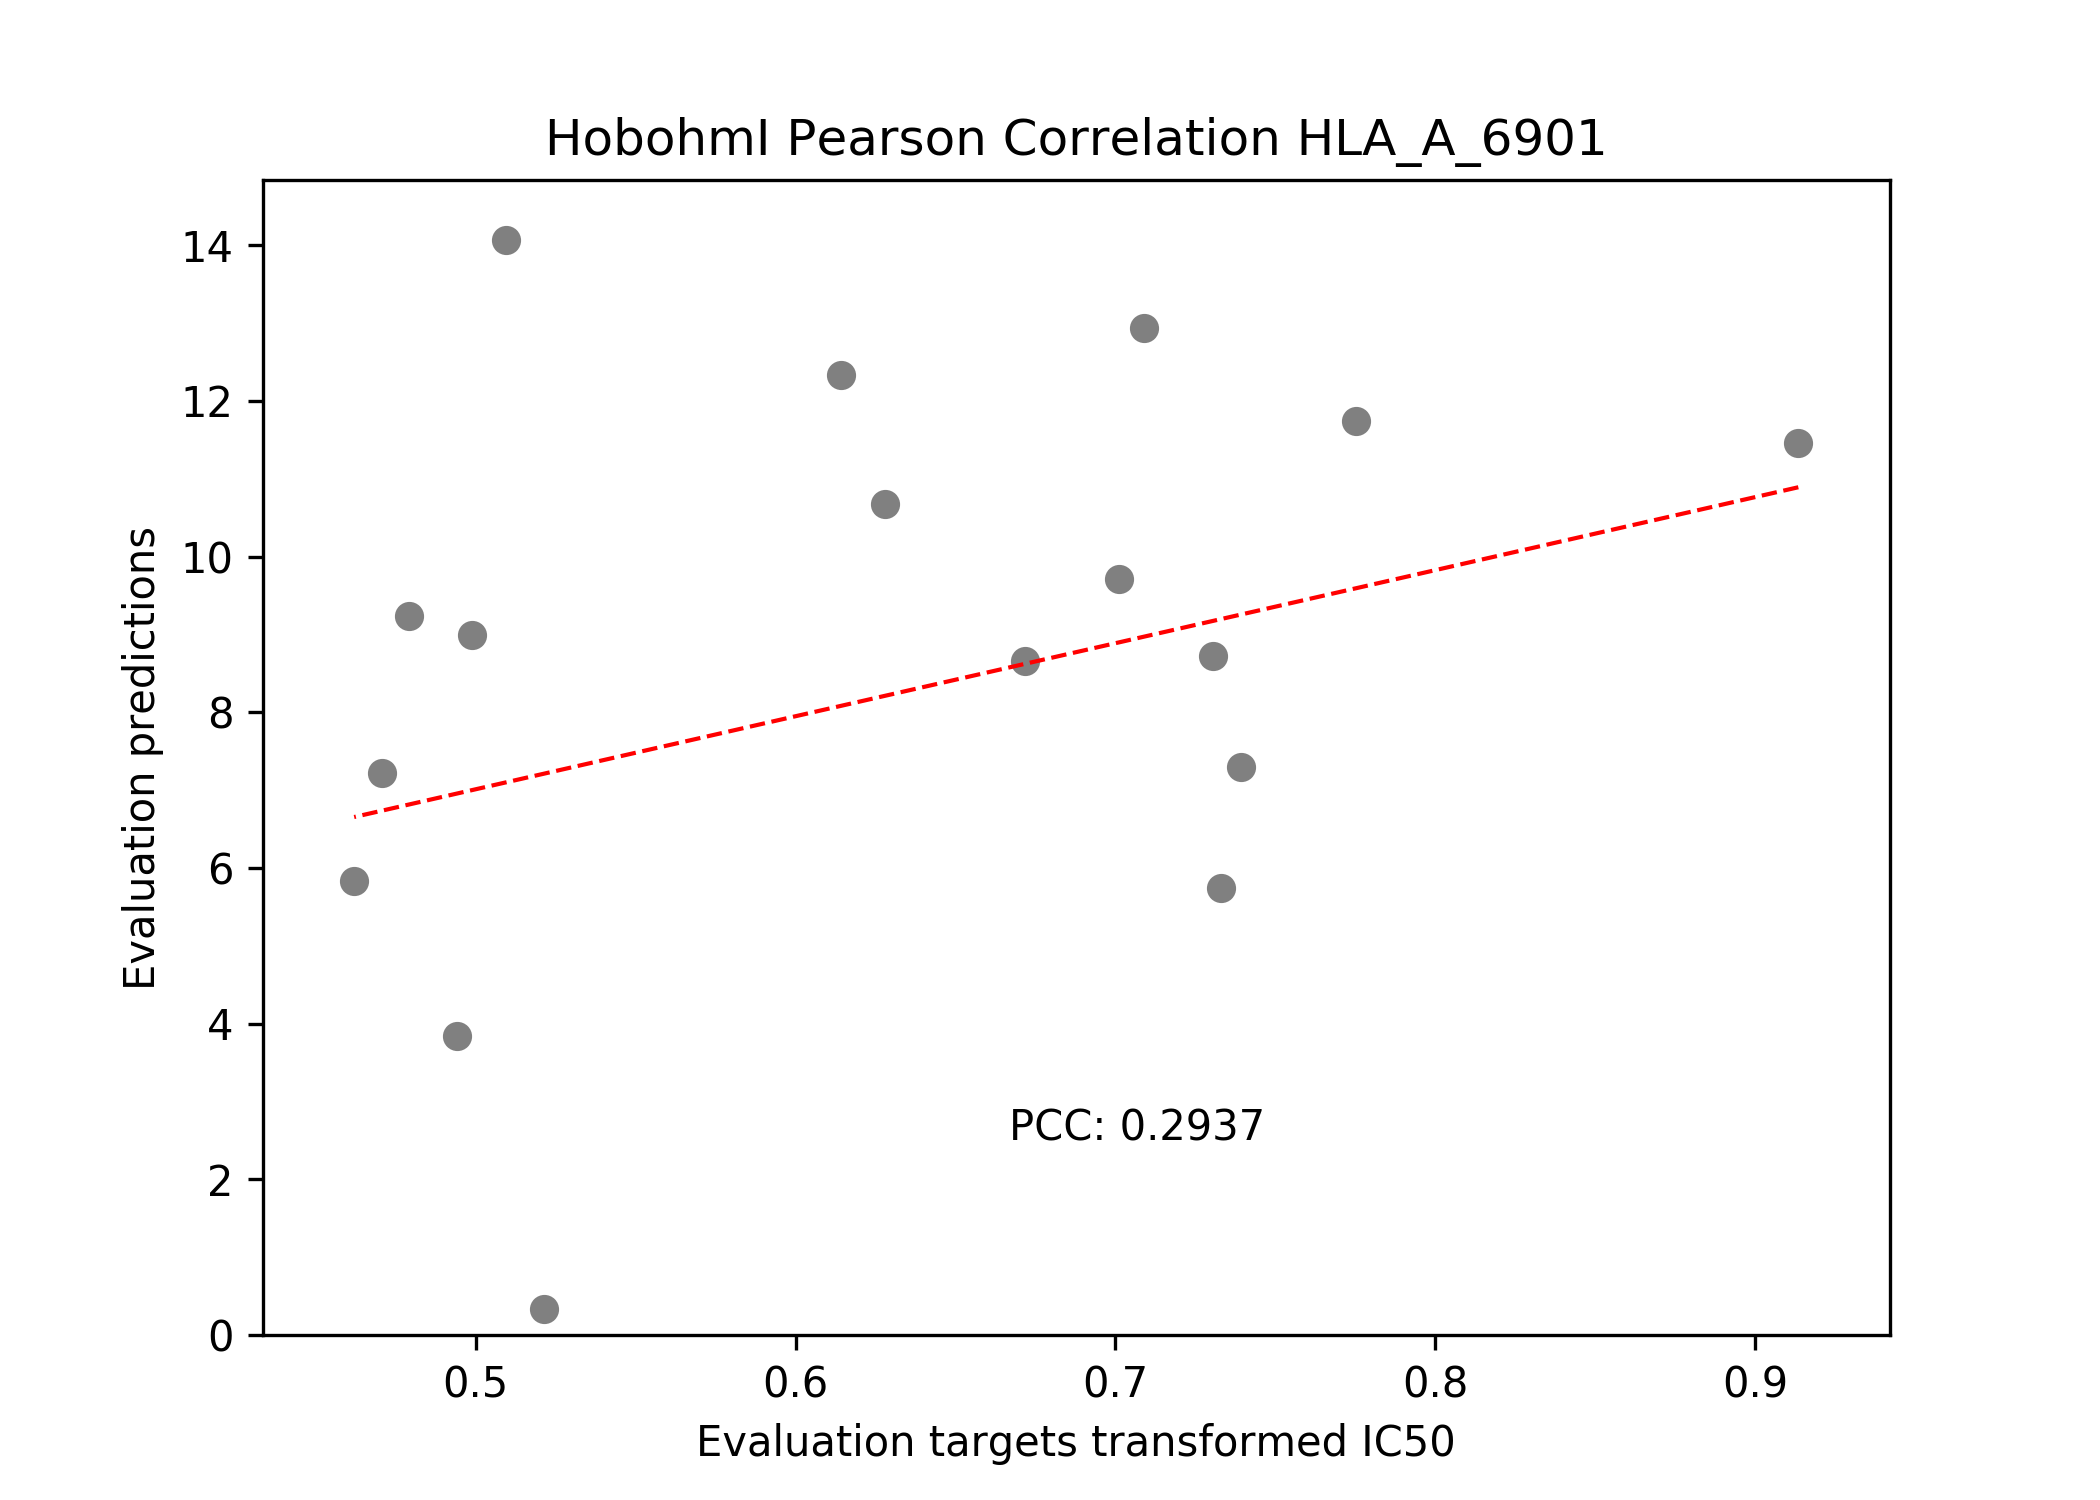 HobohmI Pearson Correlation HLA_A_6901
14
12
10
8
6
4
2
0
Evaluation predictions
PCC: 0.2937
0.5 0.6 0.7 0.8 0.9
Evaluation targets transformed IC50